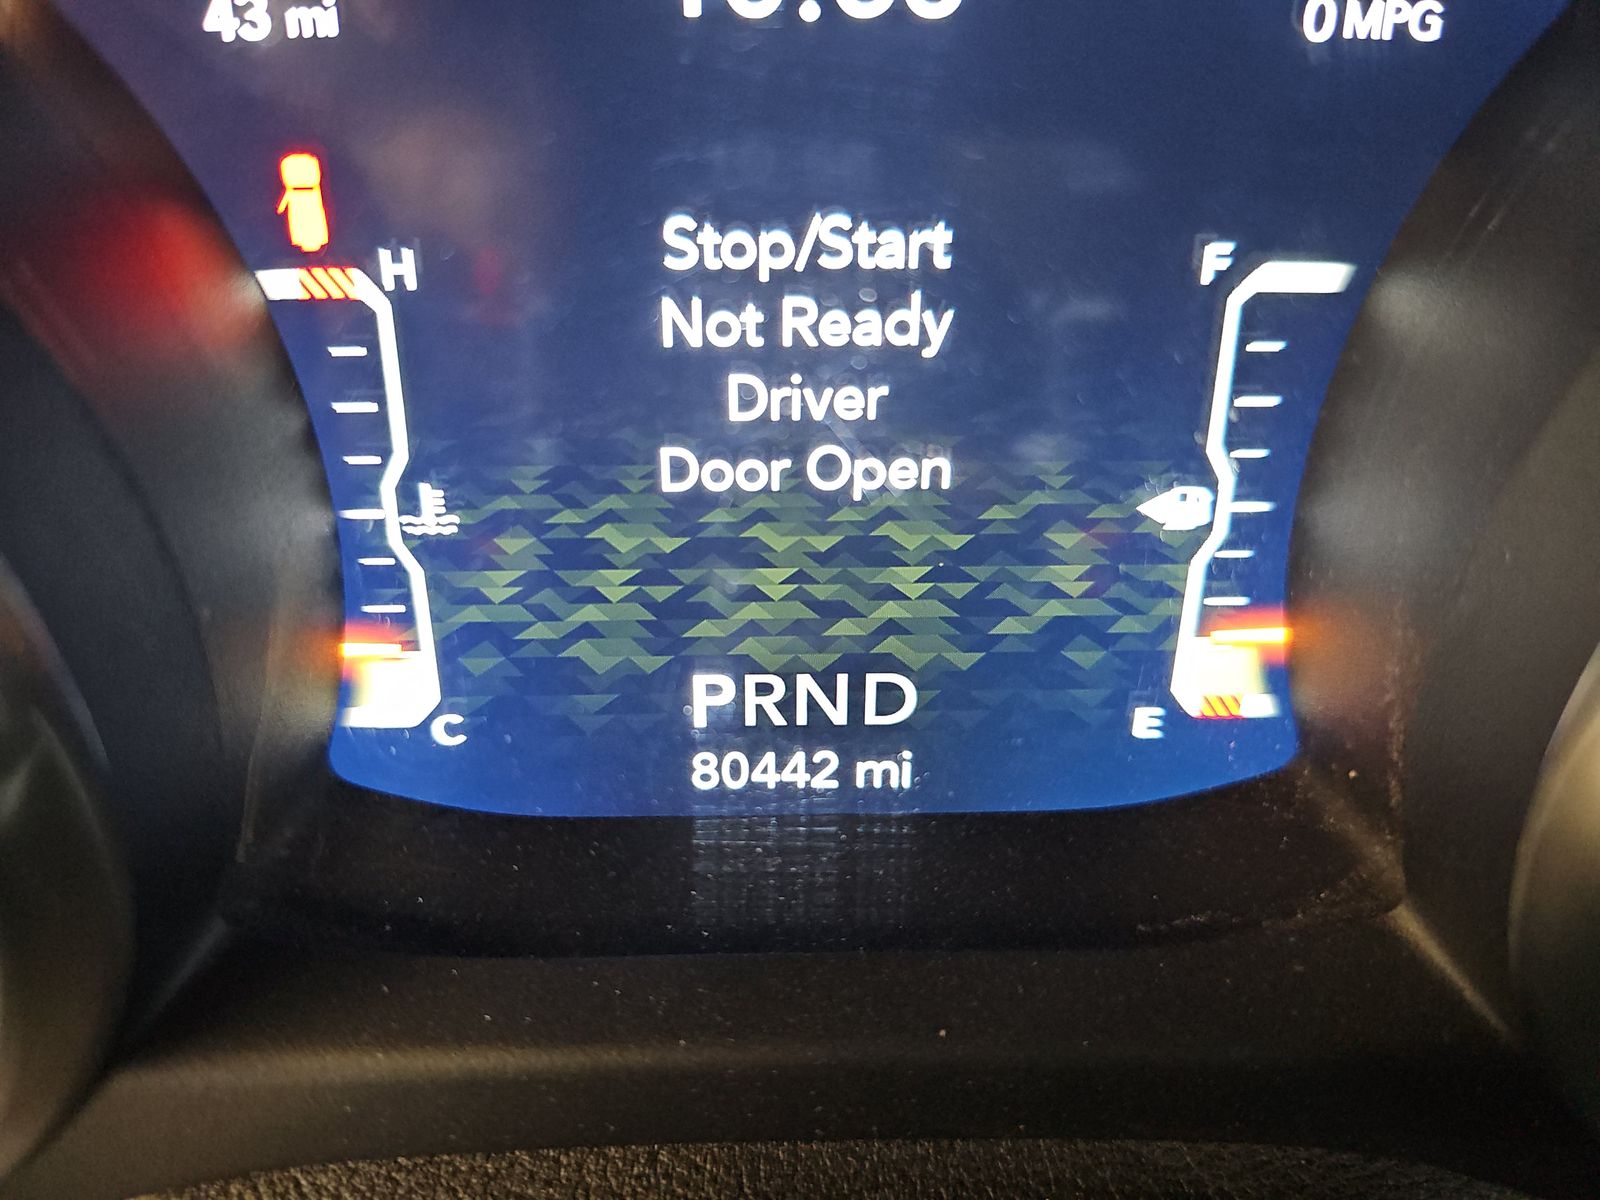 43 mi
0 MPG
H
F
Stop/Start
Not Ready
Driver
Door Open
C
E
PRND
80442 mi